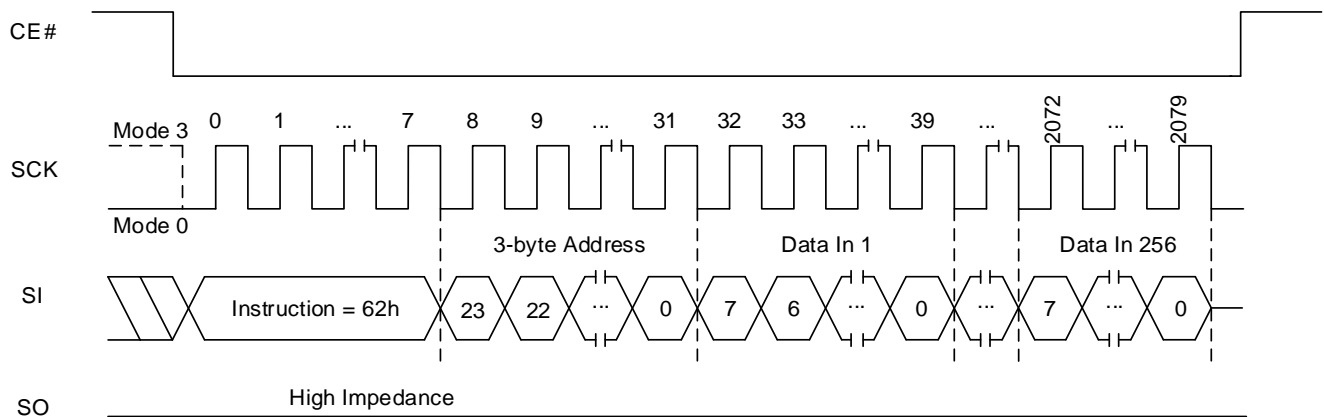 CE#
Mode 3
0 1 ... 7 8 9 ... 31 32 33 ... 39 ... 2072 ... 2079
SCK
Mode 0
3-byte Address Data In 1 Data In 256
SI
Instruction = 62h 23 22 ... 0 7 6 ... 0 ... 7 ... 0
High Impedance
SO